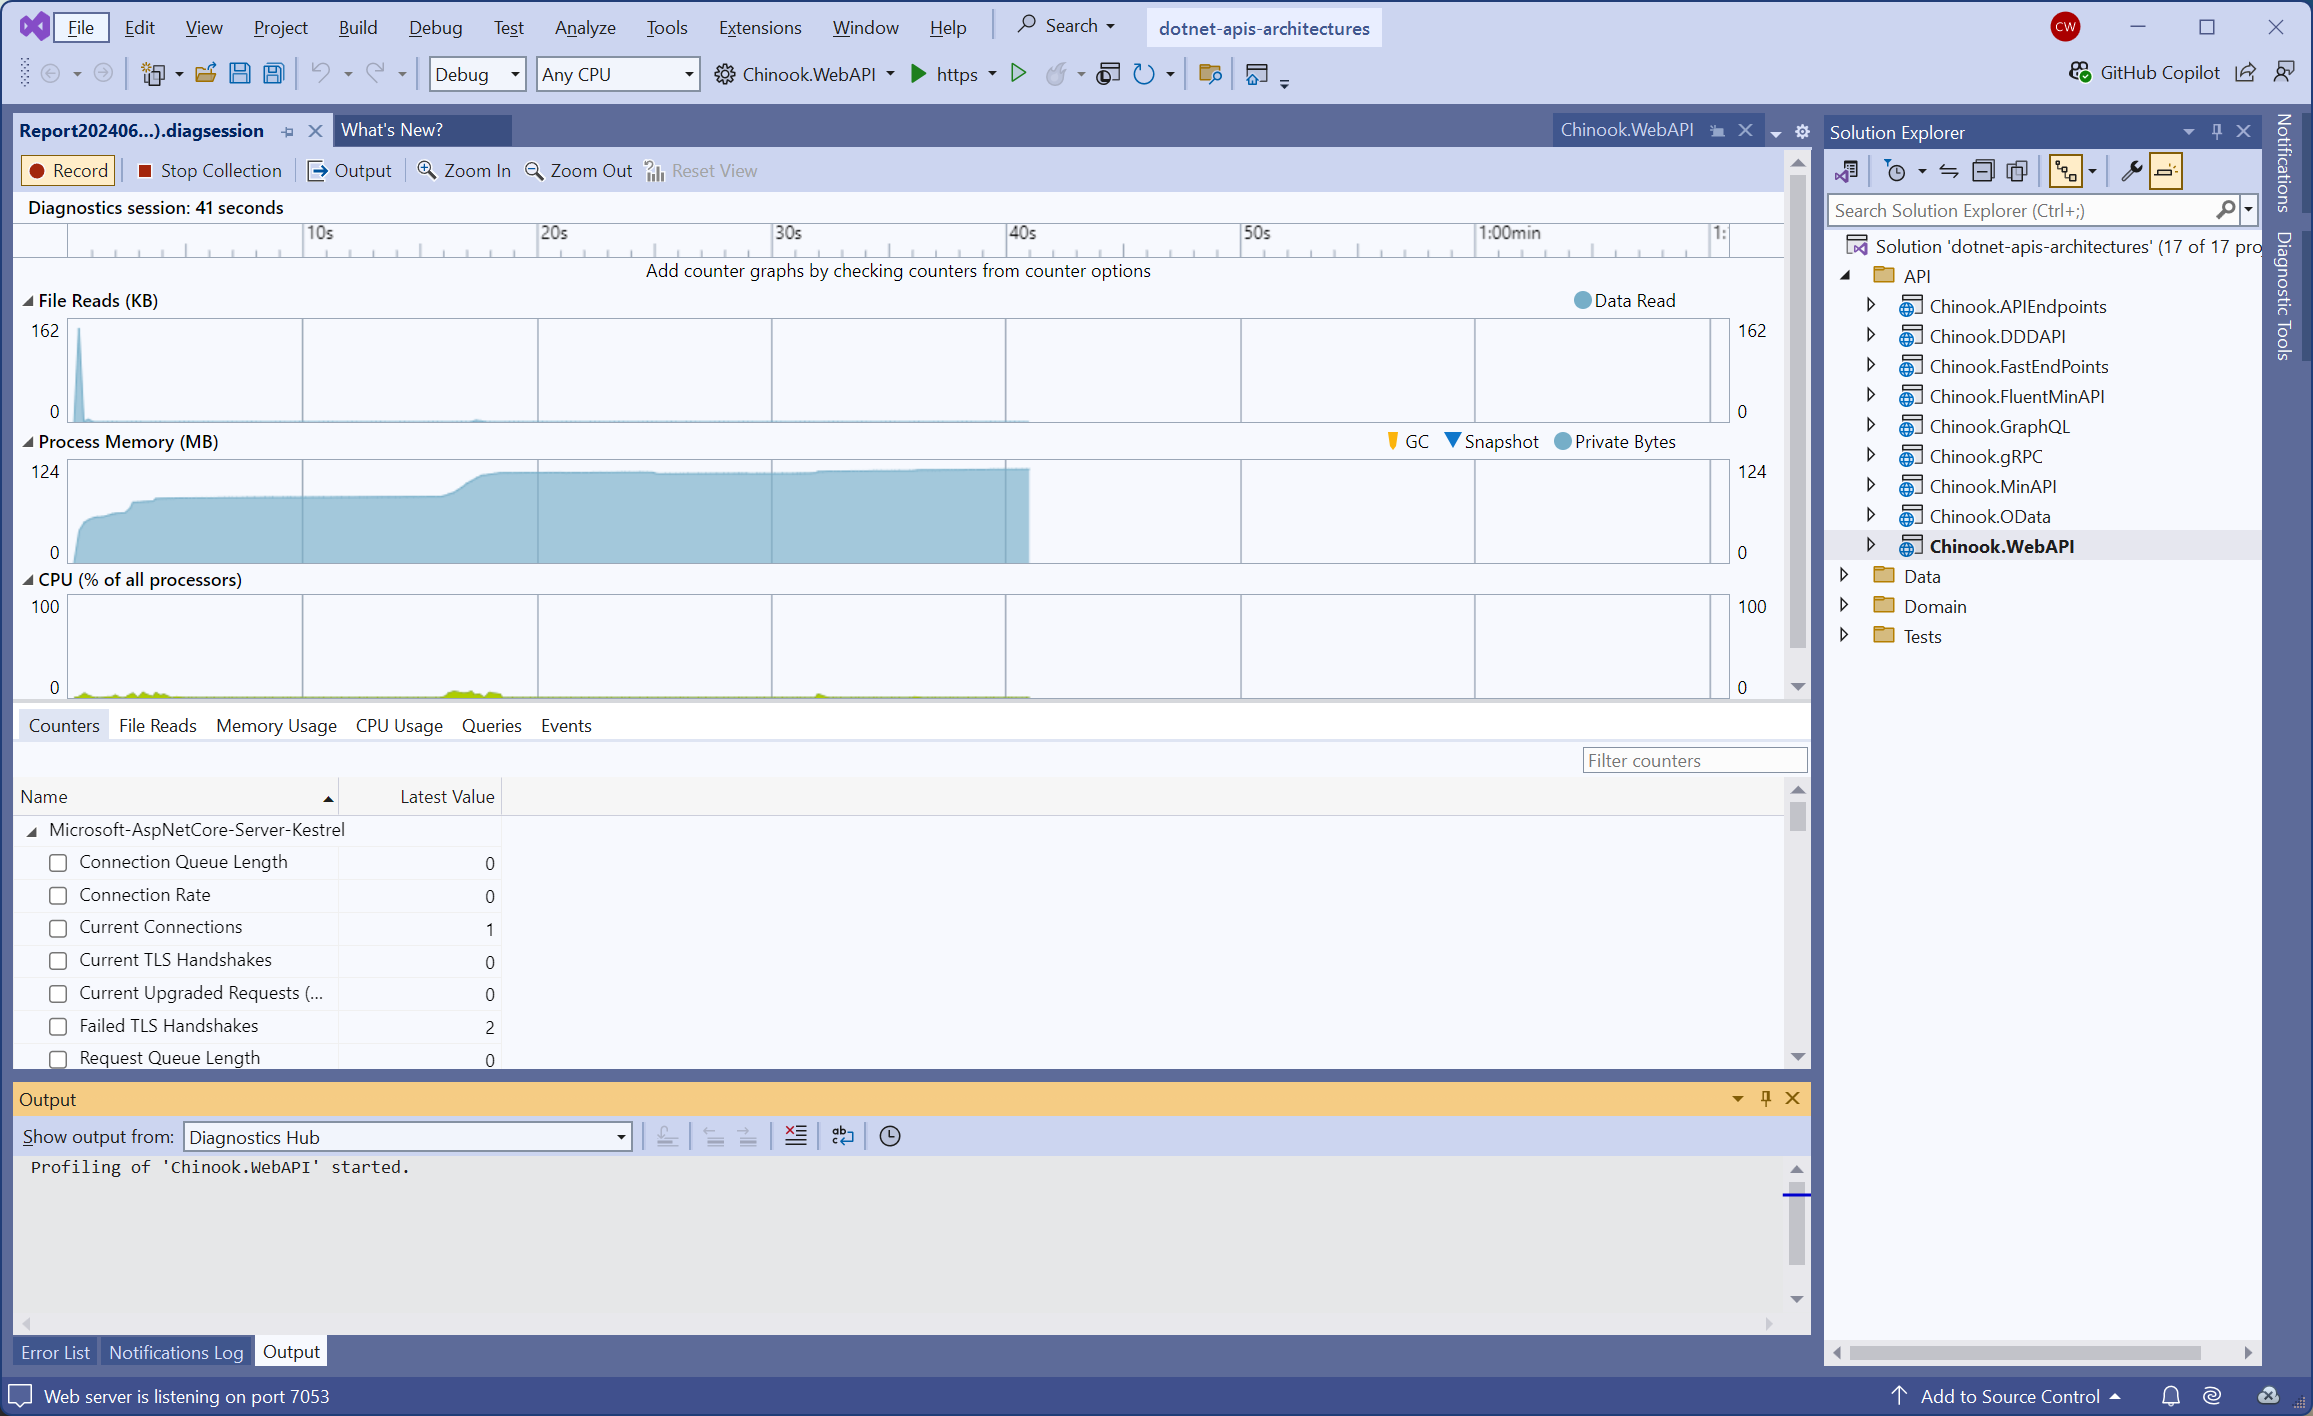 File Edit View Project Build Debug Test Analyze Tools Extensions Window Help Search dotnet-apis-architectures CW
Debug Any CPU Chinook.WebAPI https GitHub Copilot
Report202406...).diagsession What's New? Chinook.WebAPI
Record Stop Collection Output Zoom In Zoom Out Reset View
Diagnostics session: 41 seconds
10s 20s 30s 40s 50s 1:00min 1:
Add counter graphs by checking counters from counter options
File Reads (KB) Data Read
162 162
0 0
Process Memory (MB) GC Snapshot Private Bytes
124 124
0 0
CPU (% of all processors)
100 100
0 0
Counters File Reads Memory Usage CPU Usage Queries Events
Filter counters
Name Latest Value
Microsoft-AspNetCore-Server-Kestrel
Connection Queue Length 0
Connection Rate 0
Current Connections 1
Current TLS Handshakes 0
Current Upgraded Requests (... 0
Failed TLS Handshakes 2
Request Queue Length 0
Output
Show output from: Diagnostics Hub
Profiling of 'Chinook.WebAPI' started.
Error List Notifications Log Output
Web server is listening on port 7053 Add to Source Control
Solution Explorer
Search Solution Explorer (Ctrl+;)
Solution 'dotnet-apis-architectures' (17 of 17 pro
API
Chinook.APIEndpoints
Chinook.DDDAPI
Chinook.FastEndPoints
Chinook.FluentMinAPI
Chinook.GraphQL
Chinook.gRPC
Chinook.MinAPI
Chinook.OData
Chinook.WebAPI
Data
Domain
Tests
Notifications
Diagnostic Tools